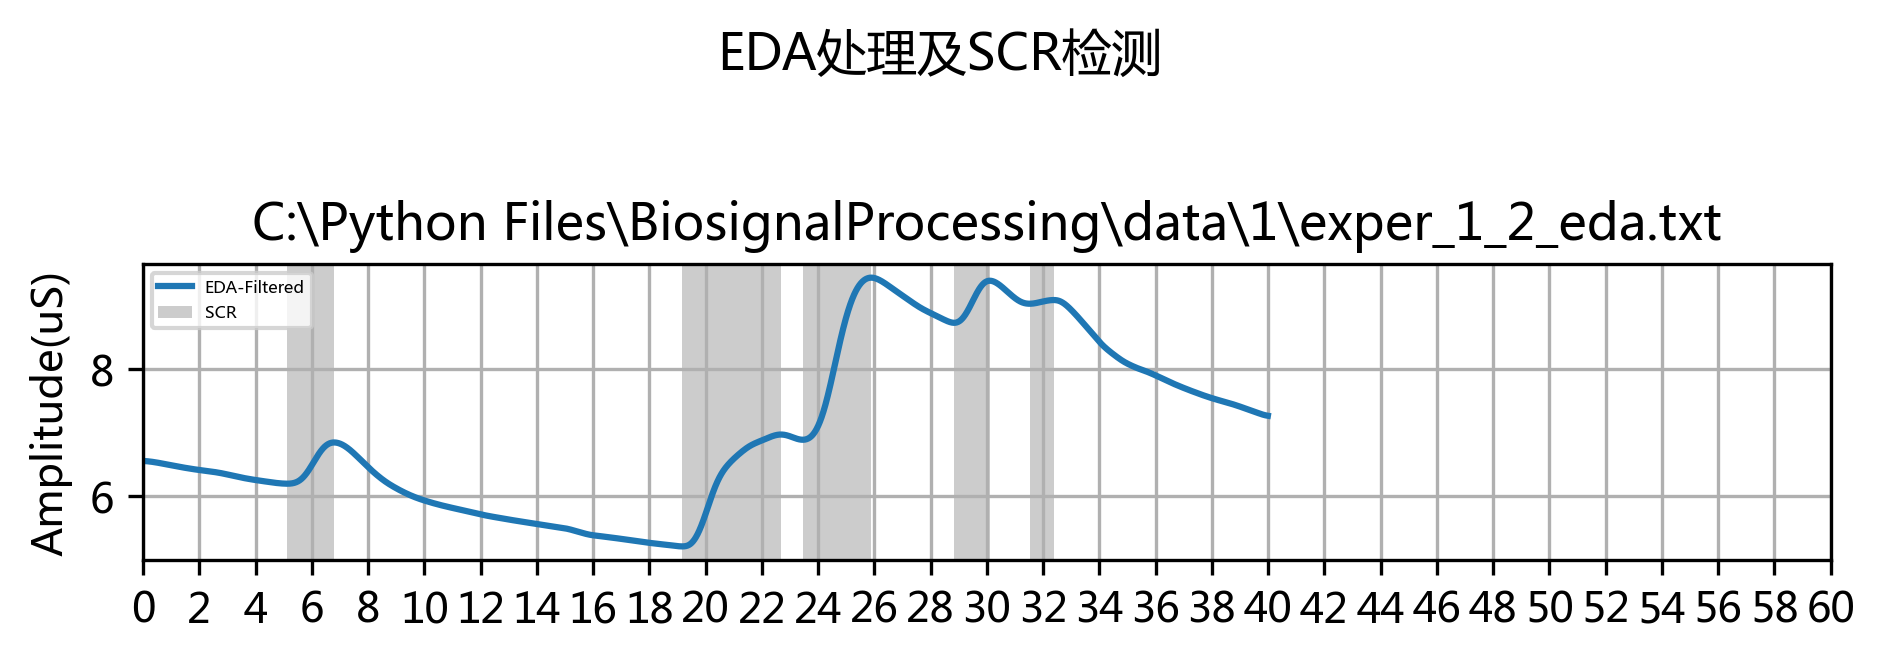 EDA处理及SCR检测
C:\Python Files\BiosignalProcessing\data\1\exper_1_2_eda.txt
EDA-Filtered
SCR
Amplitude(uS)
8
6
0 2 4 6 8 10 12 14 16 18 20 22 24 26 28 30 32 34 36 38 40 42 44 46 48 50 52 54 56 58 60